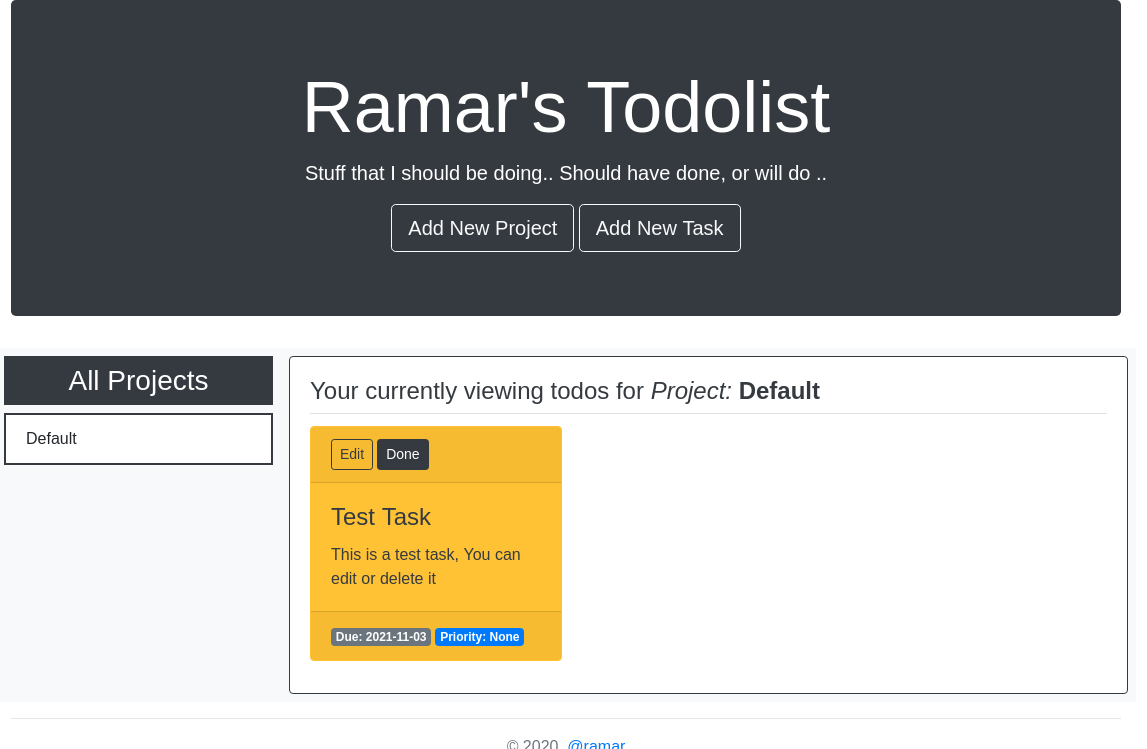 Ramar's Todolist
Stuff that I should be doing.. Should have done, or will do ..
Add New Project Add New Task
All Projects
Default
Your currently viewing todos for Project: Default
Edit Done
Test Task
This is a test task, You can
edit or delete it
Due: 2021-11-03 Priority: None
© 2020, @ramar